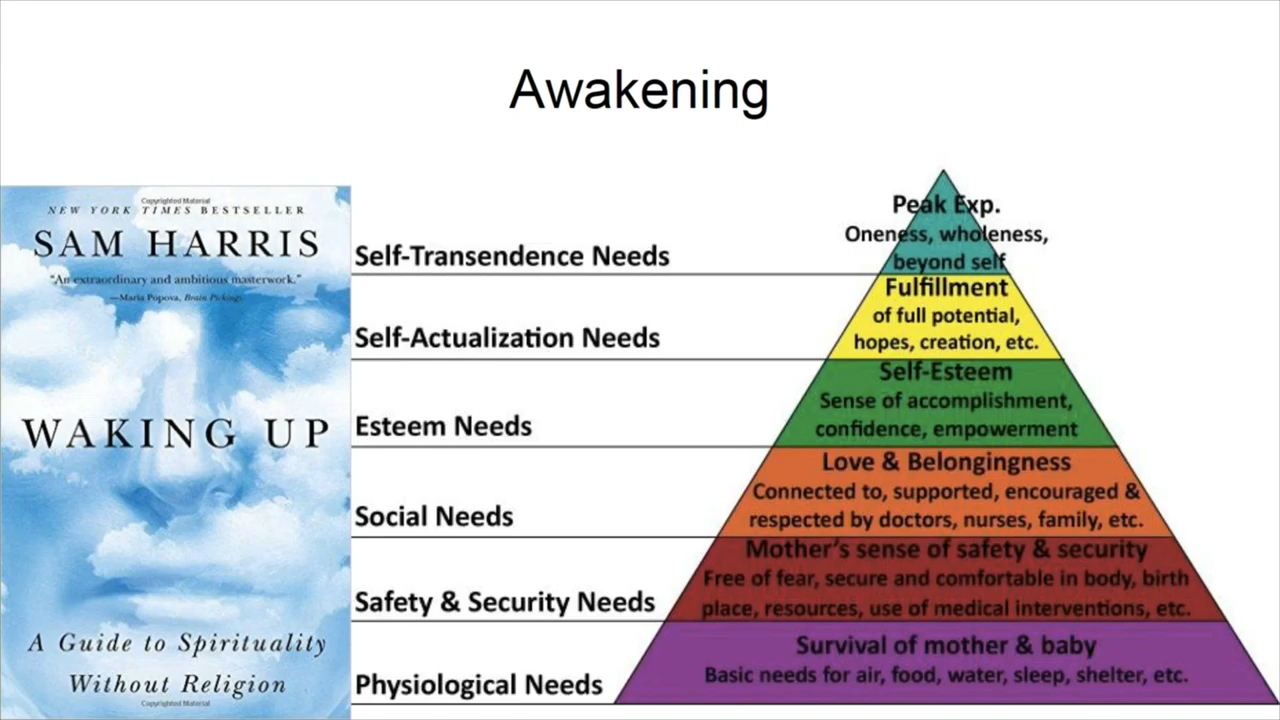 Awakening
Copyrighted Material
NEW YORK TIMES BESTSELLER
SAM HARRIS
"An extraordinary and ambitious masterwork."
—Maria Popova, Brain Pickings
WAKING UP
A Guide to Spirituality
Without Religion
Copyrighted Material
Self-Transendence Needs
Self-Actualization Needs
Esteem Needs
Social Needs
Safety & Security Needs
Physiological Needs
Peak Exp.
Oneness, wholeness,
beyond self
Fulfillment
of full potential,
hopes, creation, etc.
Self-Esteem
Sense of accomplishment,
confidence, empowerment
Love & Belongingness
Connected to, supported, encouraged &
respected by doctors, nurses, family, etc.
Mother's sense of safety & security
Free of fear, secure and comfortable in body, birth
place, resources, use of medical interventions, etc.
Survival of mother & baby
Basic needs for air, food, water, sleep, shelter, etc.